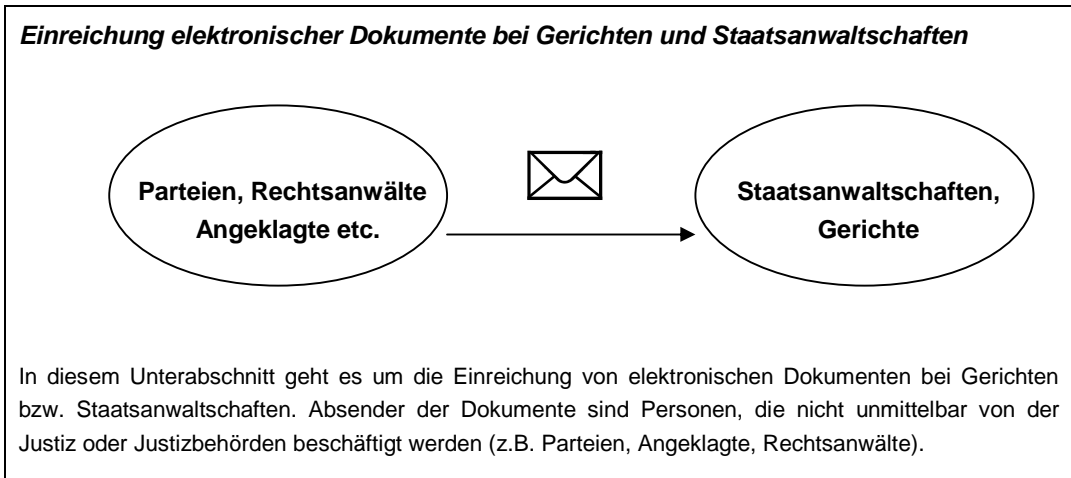 Einreichung elektronischer Dokumente bei Gerichten und Staatsanwaltschaften
Parteien, Rechtsanwälte
Angeklagte etc.
Staatsanwaltschaften,
Gerichte
In diesem Unterabschnitt geht es um die Einreichung von elektronischen Dokumenten bei Gerichten
bzw. Staatsanwaltschaften. Absender der Dokumente sind Personen, die nicht unmittelbar von der
Justiz oder Justizbehörden beschäftigt werden (z.B. Parteien, Angeklagte, Rechtsanwälte).